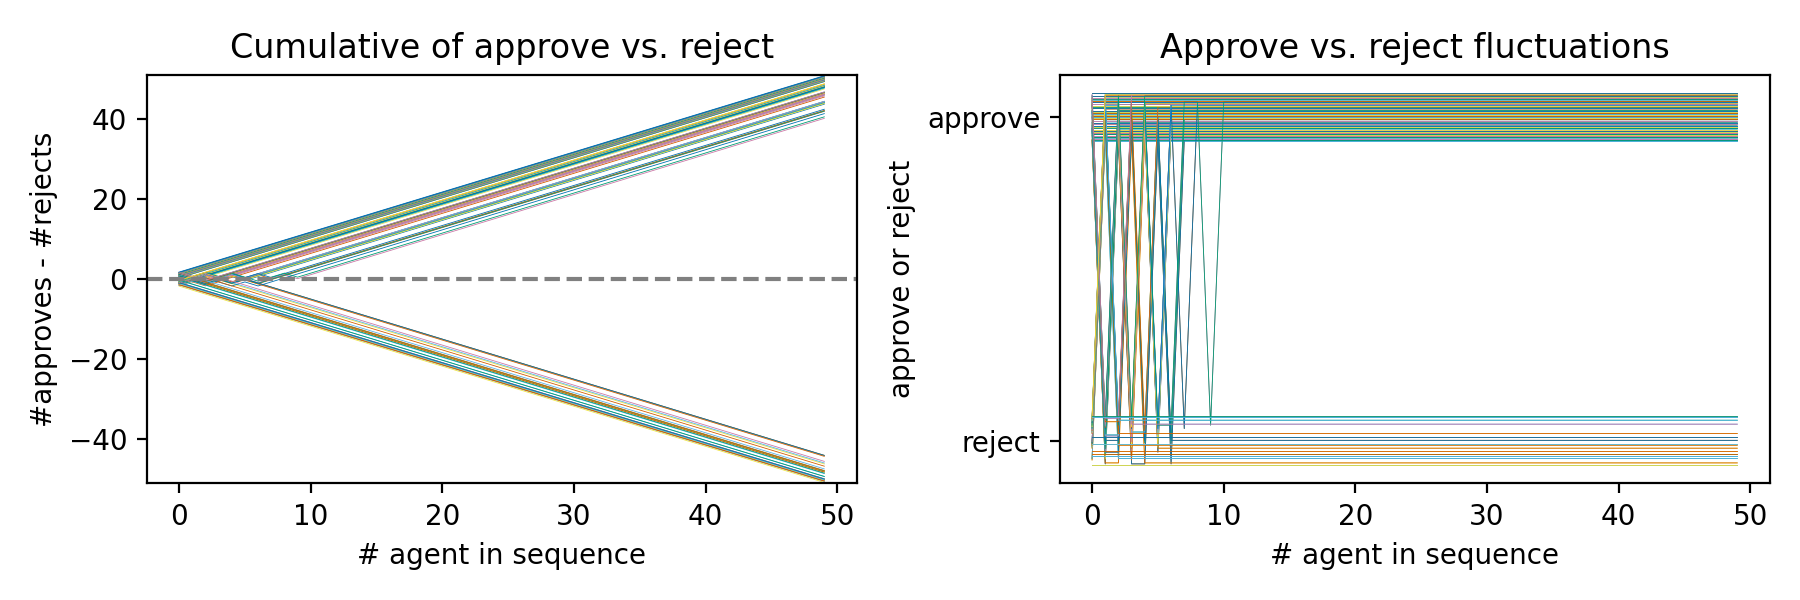 Cumulative of approve vs. reject
#approves - #rejects
40
20
0
−20
−40
0 10 20 30 40 50
# agent in sequence
Approve vs. reject fluctuations
approve or reject
approve
reject
0 10 20 30 40 50
# agent in sequence